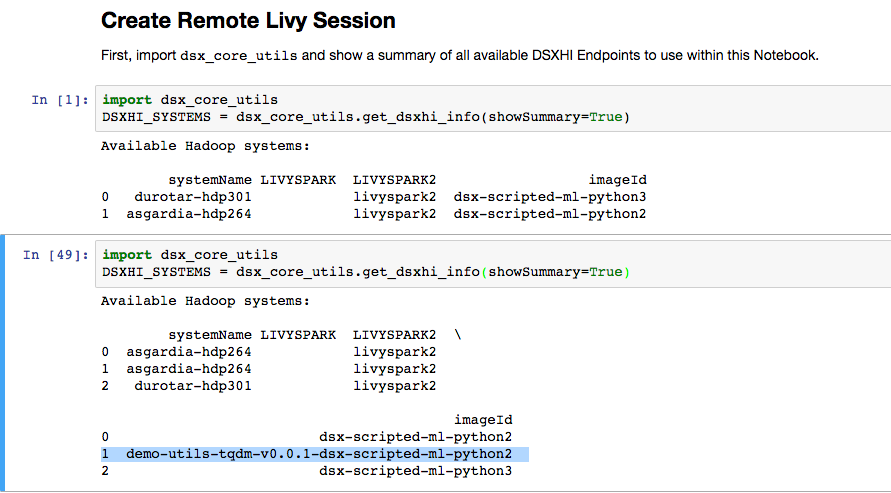 Create Remote Livy Session
First, import dsx_core_utils and show a summary of all available DSXHI Endpoints to use within this Notebook.
In [1]: import dsx_core_utils
DSXHI_SYSTEMS = dsx_core_utils.get_dsxhi_info(showSummary=True)
Available Hadoop systems:
systemName LIVYSPARK LIVYSPARK2 imageId
0 durotar-hdp301 livyspark2 dsx-scripted-ml-python3
1 asgardia-hdp264 livyspark2 dsx-scripted-ml-python2
In [49]: import dsx_core_utils
DSXHI_SYSTEMS = dsx_core_utils.get_dsxhi_info(showSummary=True)
Available Hadoop systems:
systemName LIVYSPARK LIVYSPARK2 \
0 asgardia-hdp264 livyspark2
1 asgardia-hdp264 livyspark2
2 durotar-hdp301 livyspark2
imageId
0 dsx-scripted-ml-python2
1 demo-utils-tqdm-v0.0.1-dsx-scripted-ml-python2
2 dsx-scripted-ml-python3